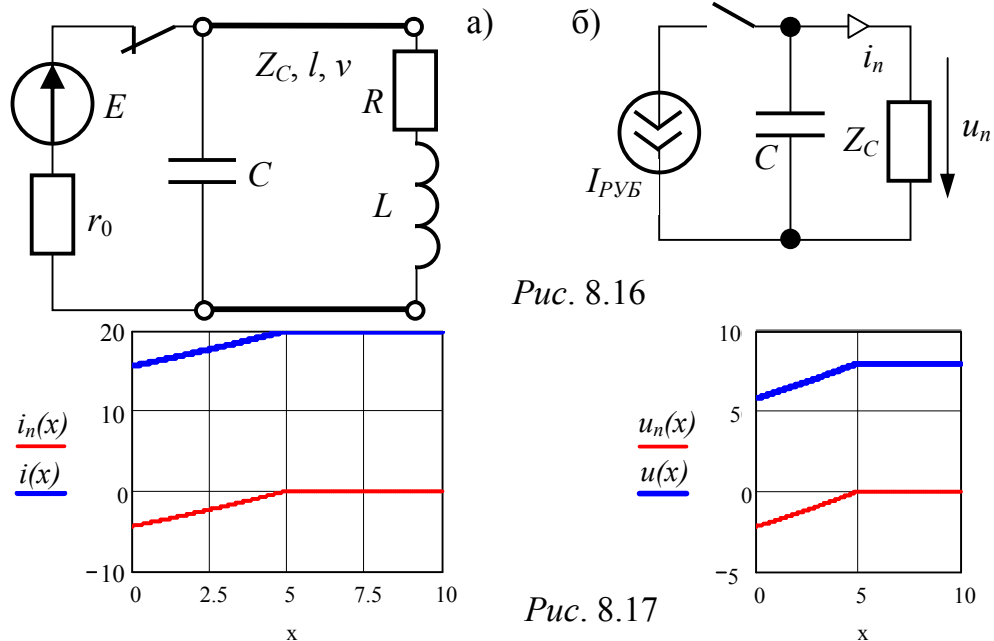 а)
E
r0
C
ZC, l, v
R
L
б)
IРУБ
C
ZC
in
un
Рис. 8.16
20
10
0
−10
in(x)
i(x)
0 2.5 5 7.5 10
x
10
5
0
−5
un(x)
u(x)
0 5 10
x
Рис. 8.17